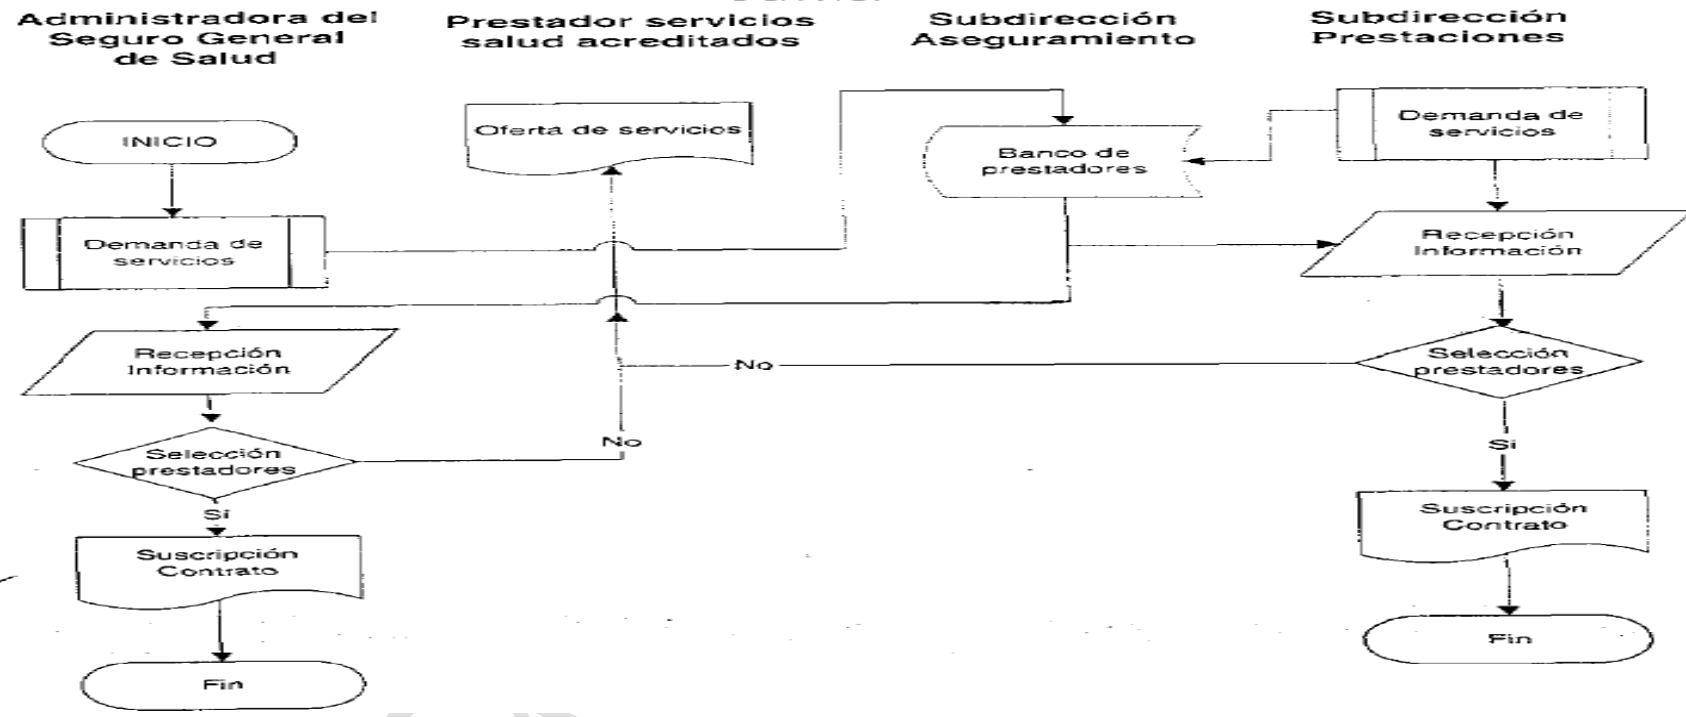 Administradora del
Seguro General
de Salud
Prestador servicios
salud acreditados
Subdirección
Aseguramiento
Subdirección
Prestaciones
INICIO
Oferta de servicios
Banco de
prestadores
Demanda de
servicios
Demanda de
servicios
Recepción
Información
Recepción
Información
No
Selección
prestadores
No
Selección
prestadores
Si
Si
Suscripción
Contrato
Suscripción
Contrato
Fin
Fin